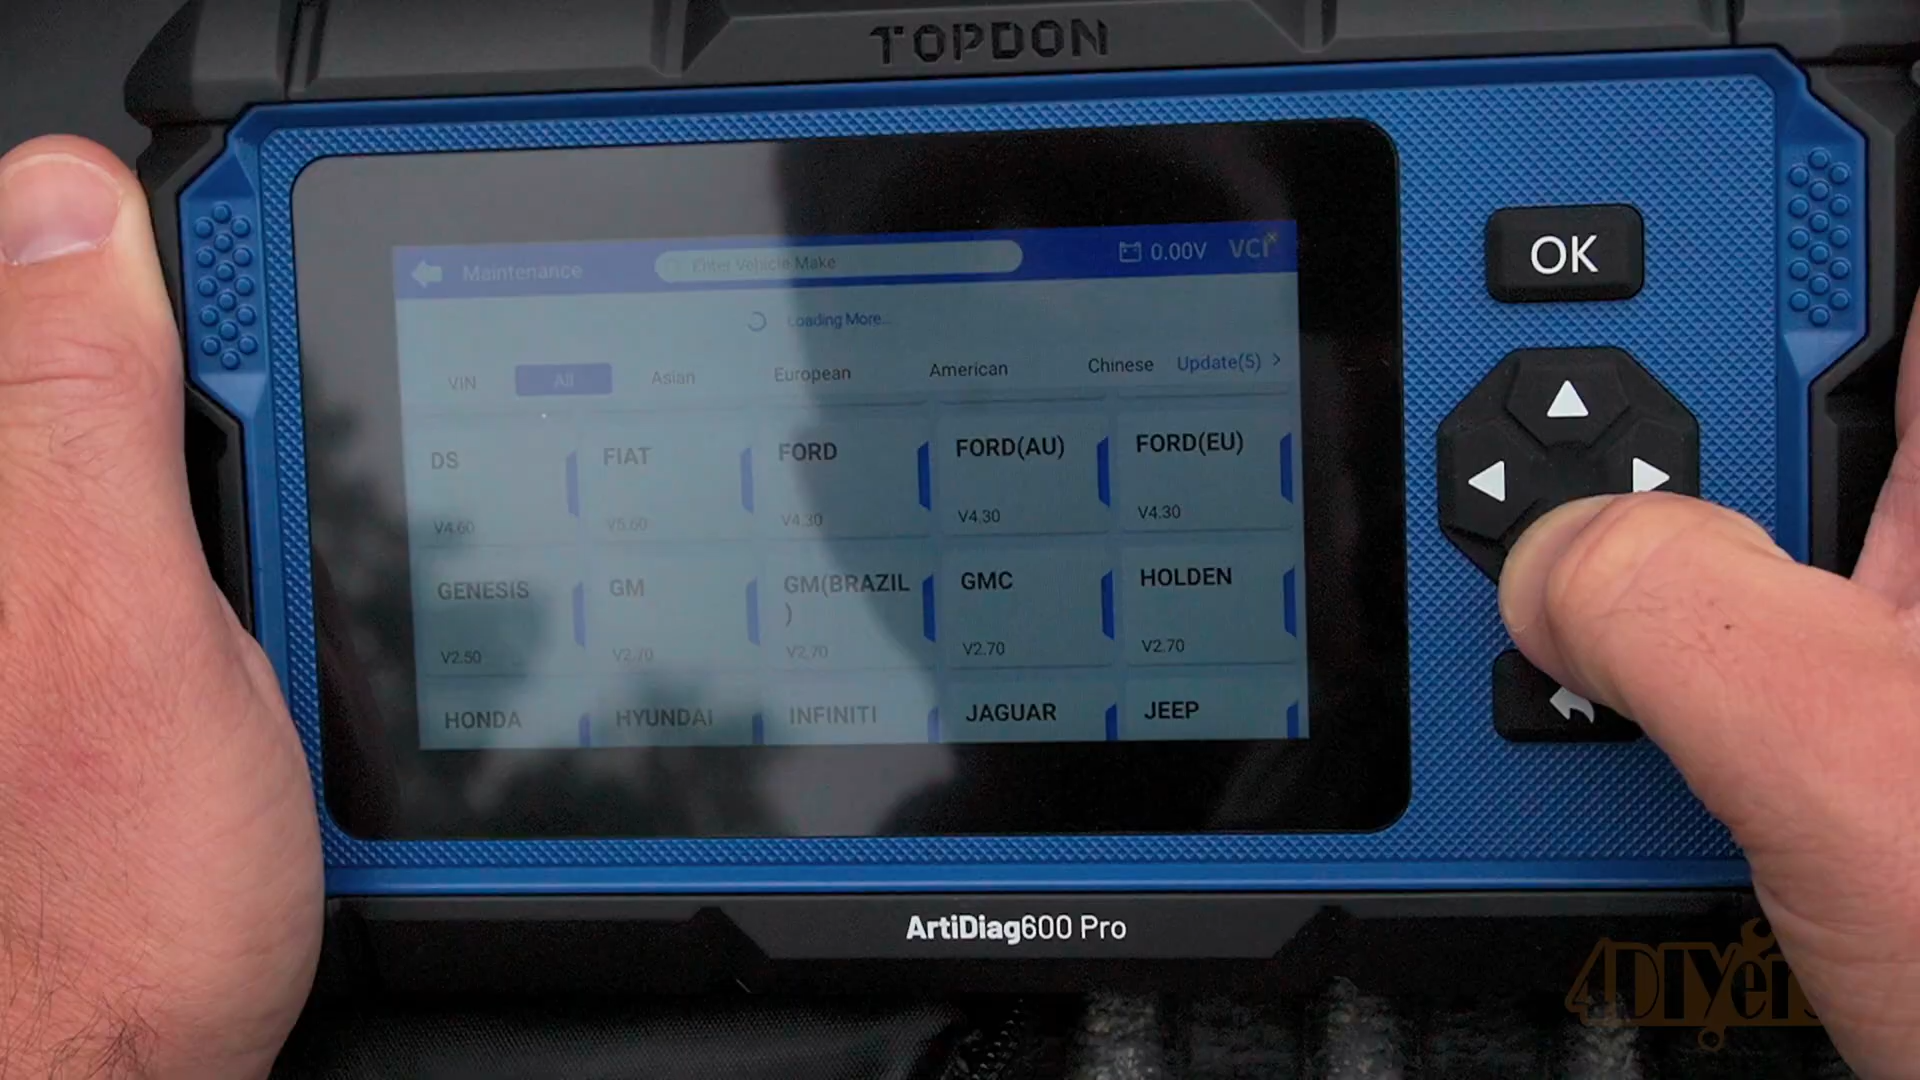 TOPDON
Maintenance
Enter Vehicle Make
0.00V VCI
Loading More...
VIN All Asian European American Chinese Update(5) >
DS FIAT FORD FORD(AU) FORD(EU)
V4.60 V5.60 V4.30 V4.30 V4.30
GENESIS GM GM(BRAZIL GMC HOLDEN
)
V2.50 V2.70 V2.70 V2.70 V2.70
HONDA HYUNDAI INFINITI JAGUAR JEEP
OK
ArtiDiag600 Pro
4DIYers